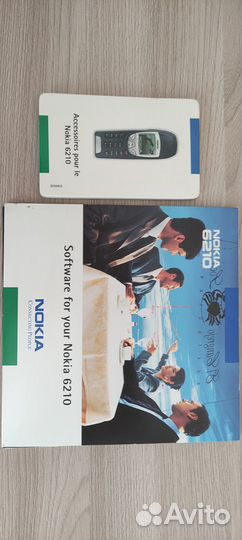 Accessoires pour le
Nokia 6210
NOKIA
6210
Software for your Nokia 6210
NOKIA
CONNECTING PEOPLE
Avito